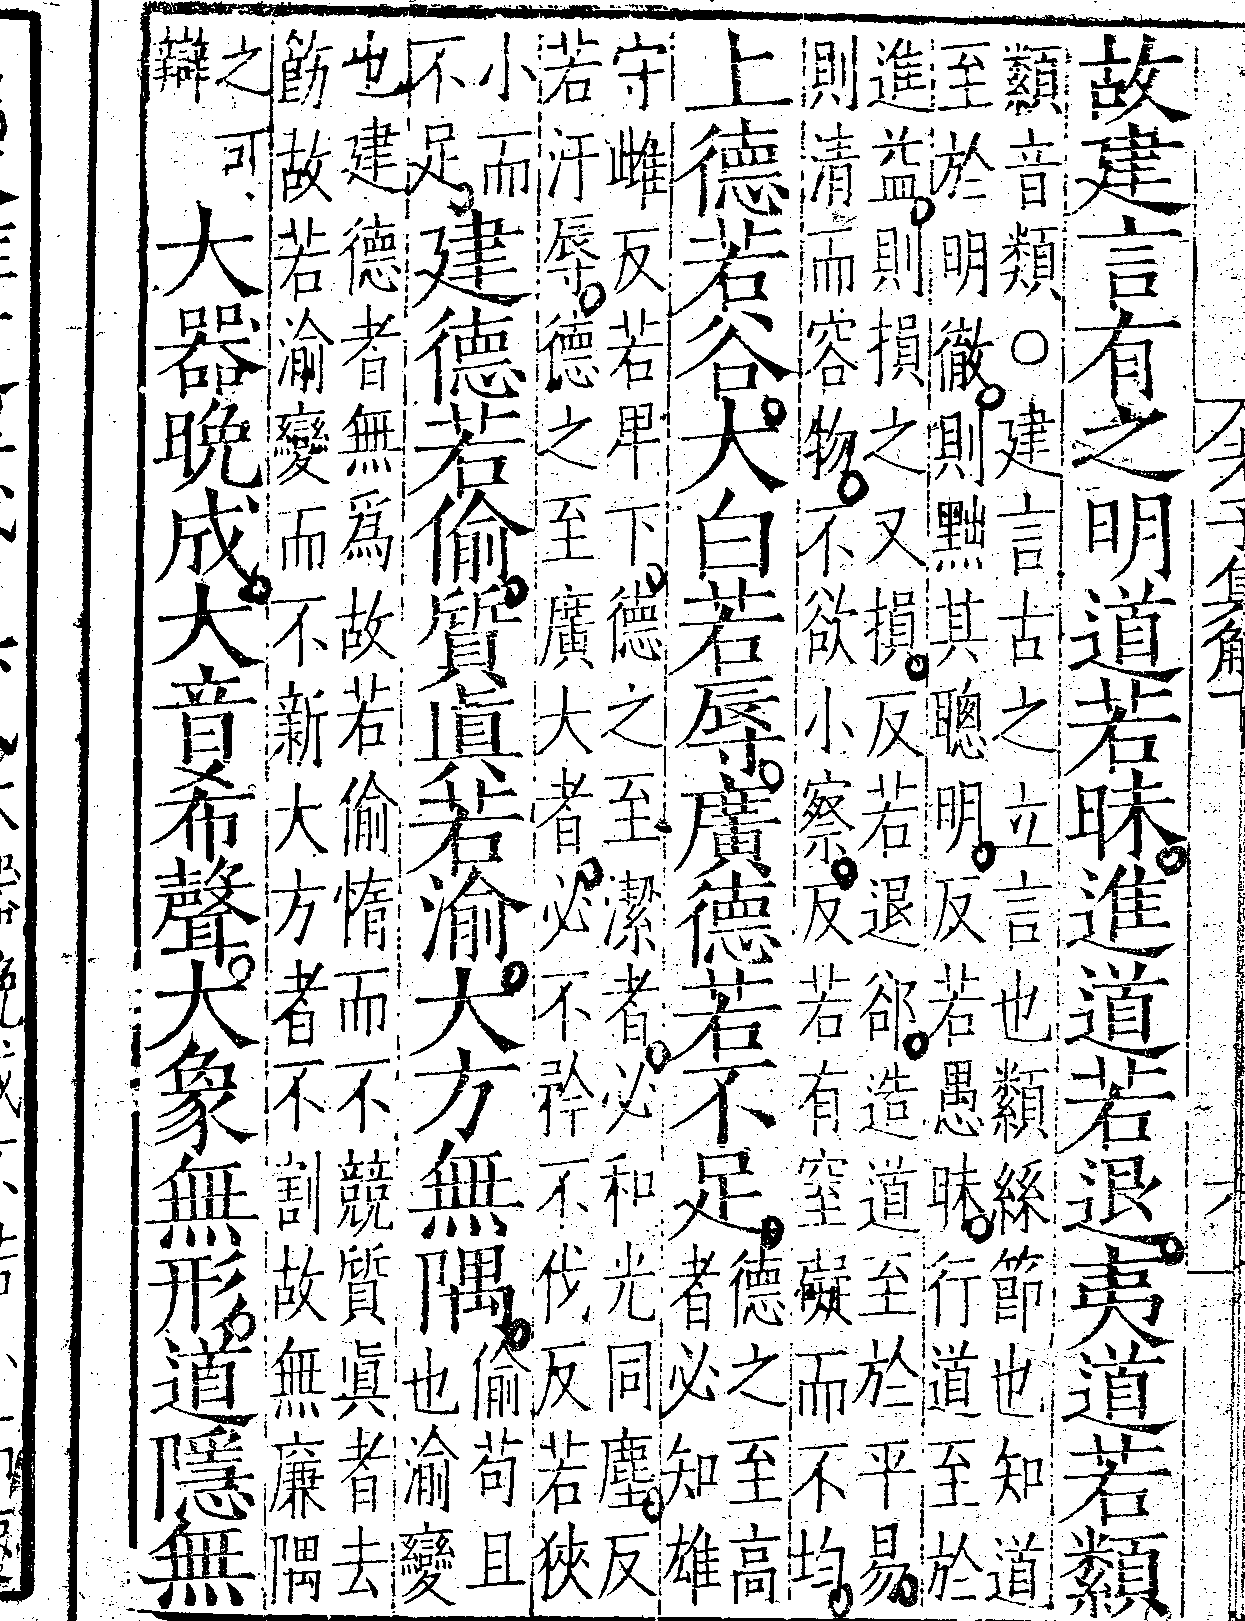 故建言有之明道若昧進道若退夷道若纇
纇音類○建言古之立言也纇絲節也知道
至於明徹則黜其聰明反若愚昧行道至於
進益則損之又損反若退郤造道至於平易
則清而容物不欲小察反若有窒礙而不均
上德若谷大白若辱廣德若不足德之至高
者必知雄
守雌反若卑下德之至潔者必和光同塵反
若汙辱德之至廣大者必不矜不伐反若狹
小而
不足建德若偷質眞若渝大方無隅偷苟且
也渝變
也建德者無爲故若偷惰而不競質眞者去
飭故若渝變而不新大方者不割故無廉隅
之可
辯大器晚成大音希聲大象無形道隱無